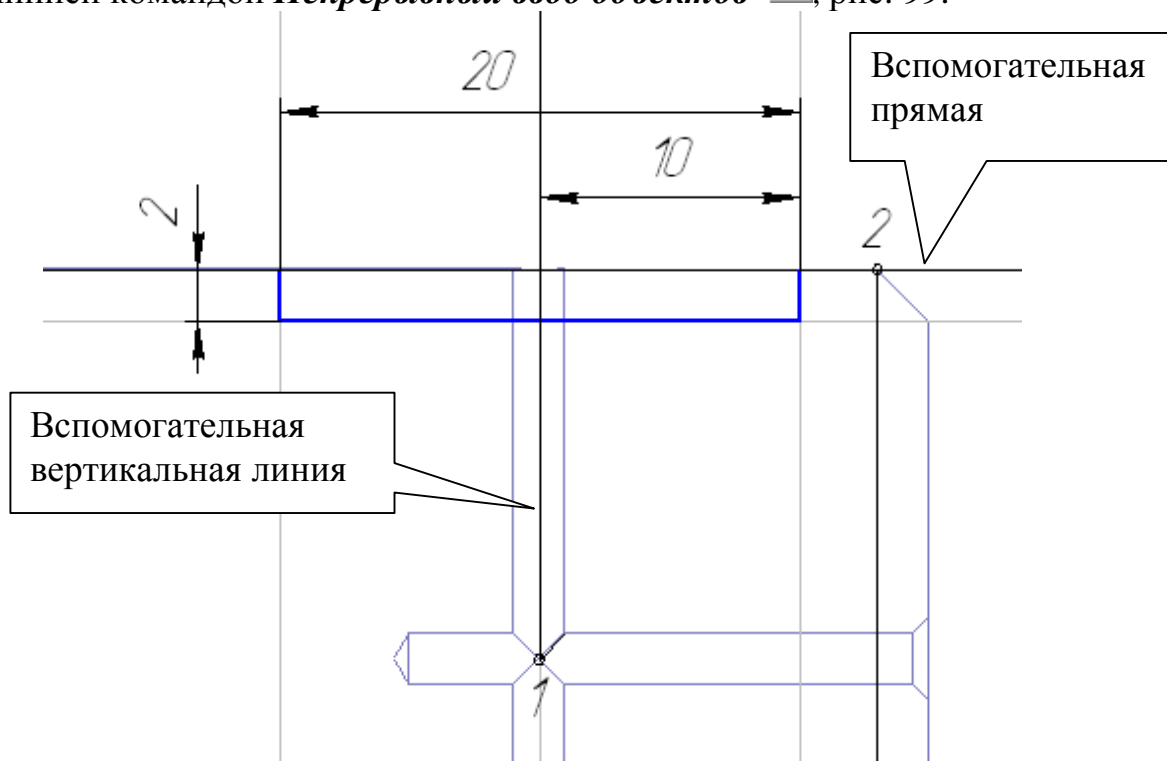 линией командой Непрерывный ввод объектов , рис. 99.
20
Вспомогательная
прямая
10
2
2
Вспомогательная
вертикальная линия
1